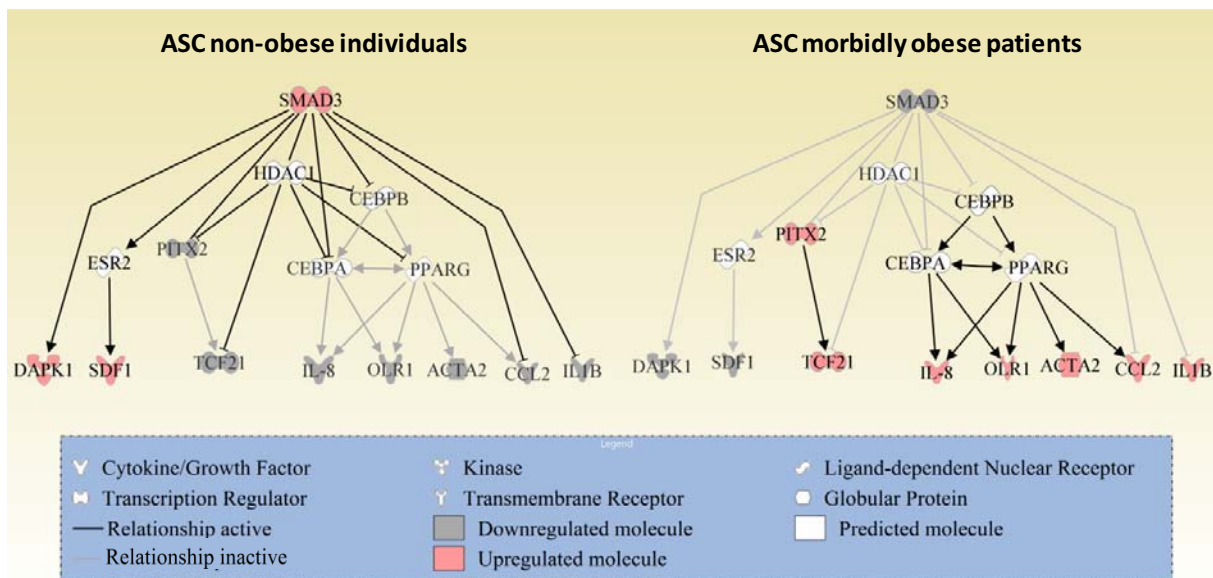 ASC non-obese individuals
ASC morbidly obese patients
SMAD3
HDAC1
CEBPB
PITX2
ESR2
CEBPA
PPARG
DAPK1
SDF1
TCF21
IL-8
OLR1
ACTA2
CCL2
IL1B
SMAD3
HDAC1
CEBPB
PITX2
ESR2
CEBPA
PPARG
DAPK1
SDF1
TCF21
IL-8
OLR1
ACTA2
CCL2
IL1B
Legend
Cytokine/Growth Factor
Kinase
Ligand-dependent Nuclear Receptor
Transcription Regulator
Transmembrane Receptor
Globular Protein
Relationship active
Downregulated molecule
Predicted molecule
Relationship inactive
Upregulated molecule